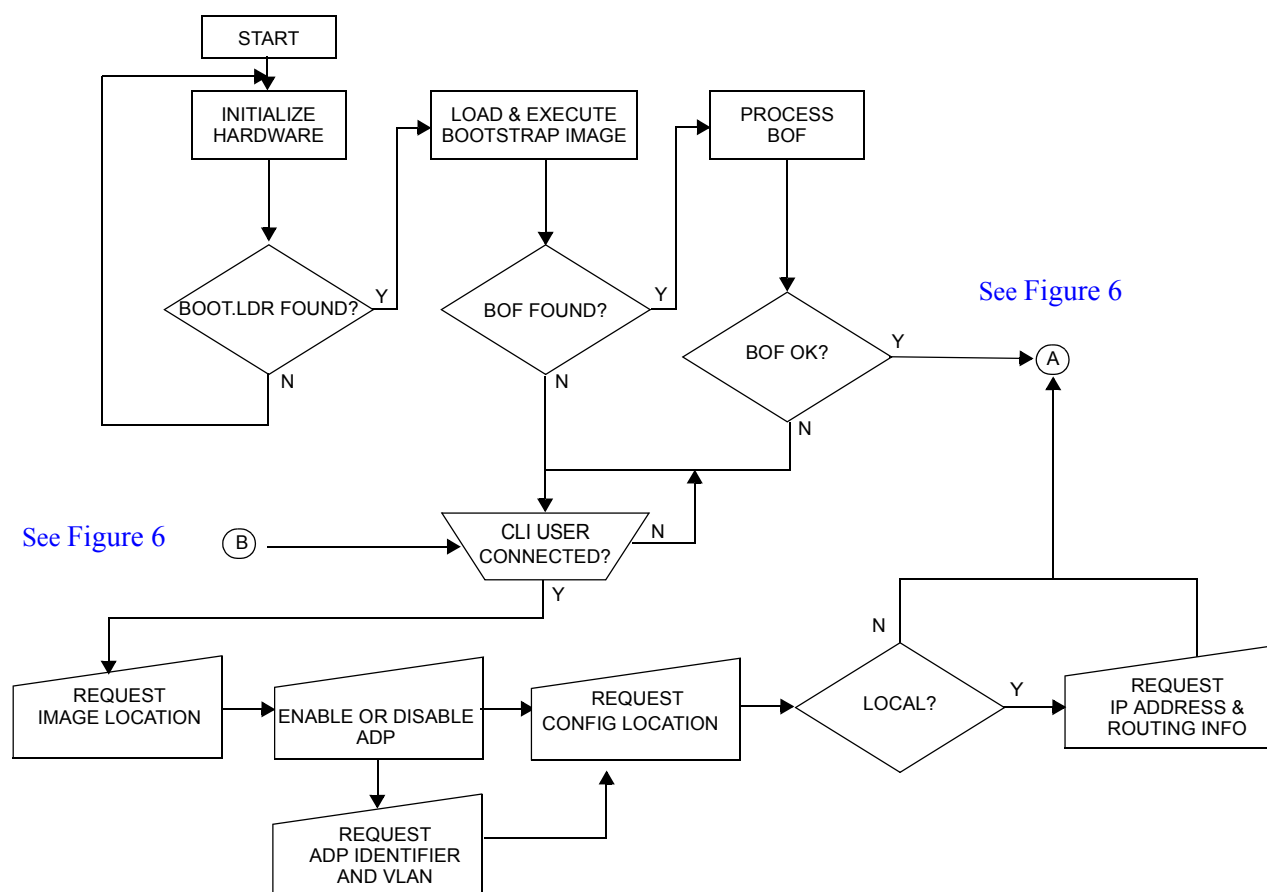 START
INITIALIZE
HARDWARE
LOAD & EXECUTE
BOOTSTRAP IMAGE
PROCESS
BOF
BOOT.LDR FOUND?
Y
N
BOF FOUND?
Y
N
BOF OK?
Y
N
See Figure 6
A
See Figure 6
B
CLI USER
CONNECTED?
N
Y
REQUEST
IMAGE LOCATION
ENABLE OR DISABLE
ADP
REQUEST
CONFIG LOCATION
LOCAL?
N
Y
REQUEST
IP ADDRESS &
ROUTING INFO
REQUEST
ADP IDENTIFIER
AND VLAN